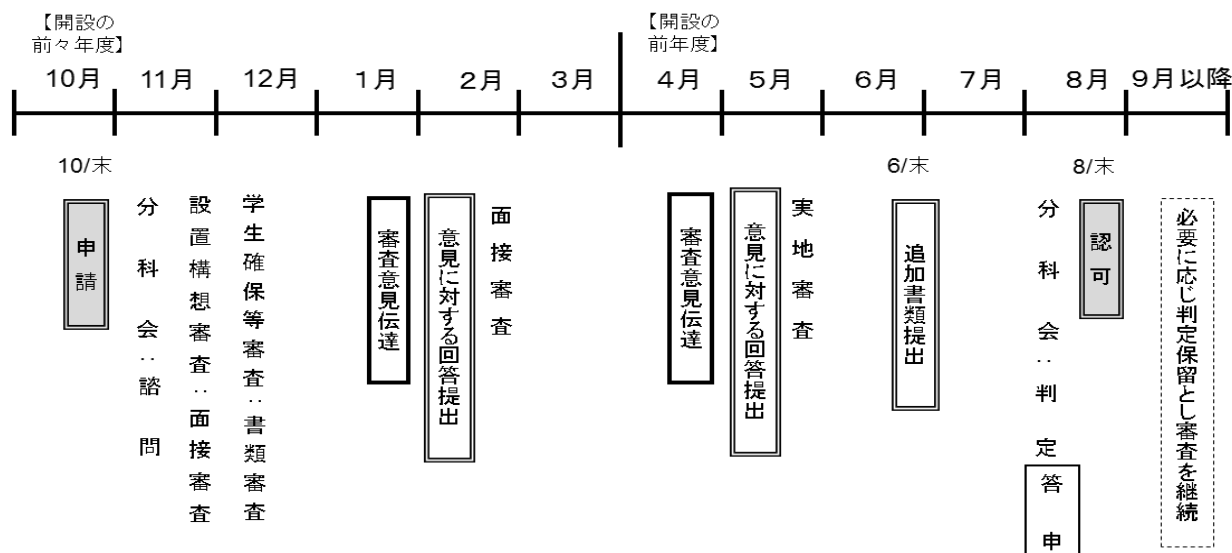 【開設の
前々年度】
【開設の
前年度】
10月
11月
12月
1月
2月
3月
4月
5月
6月
7月
8月
9月以降
10/末
6/末
8/末
申請
分科会：諮問
設置構想審査：面接審査
学生確保等審査：書類審査
審査意見伝達
意見に対する回答提出
面接審査
審査意見伝達
意見に対する回答提出
実地審査
追加書類提出
分科会：判定
答申
認可
必要に応じ判定保留とし審査を継続